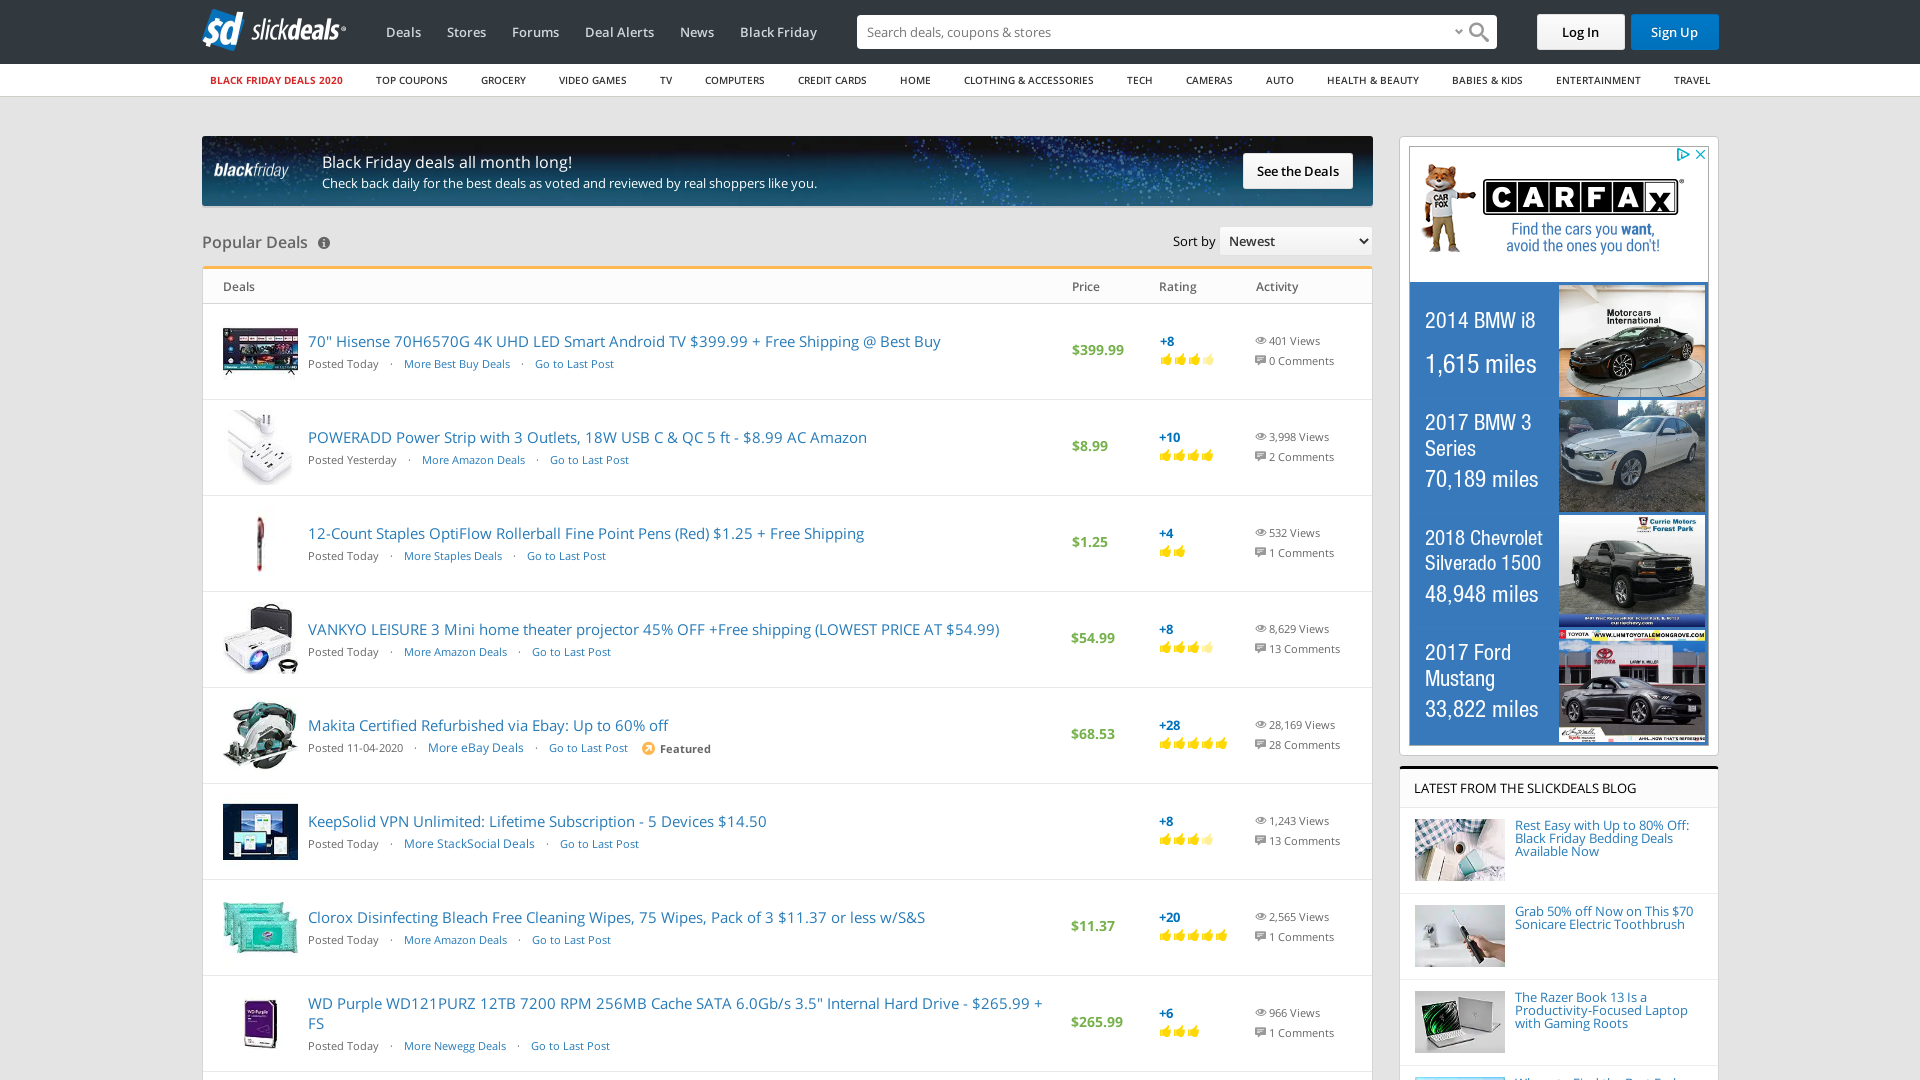 sd slickdeals
Deals Stores Forums Deal Alerts News Black Friday
Search deals, coupons & stores
Log In
Sign Up
BLACK FRIDAY DEALS 2020 TOP COUPONS GROCERY VIDEO GAMES TV COMPUTERS CREDIT CARDS HOME CLOTHING & ACCESSORIES TECH CAMERAS AUTO HEALTH & BEAUTY BABIES & KIDS ENTERTAINMENT TRAVEL
blackfriday
Black Friday deals all month long!
Check back daily for the best deals as voted and reviewed by real shoppers like you.
See the Deals
Popular Deals
Sort by Newest
Deals Price Rating Activity
70" Hisense 70H6570G 4K UHD LED Smart Android TV $399.99 + Free Shipping @ Best Buy
Posted Today · More Best Buy Deals · Go to Last Post
$399.99
+8
401 Views
0 Comments
POWERADD Power Strip with 3 Outlets, 18W USB C & QC 5 ft - $8.99 AC Amazon
Posted Yesterday · More Amazon Deals · Go to Last Post
$8.99
+10
3,998 Views
2 Comments
12-Count Staples OptiFlow Rollerball Fine Point Pens (Red) $1.25 + Free Shipping
Posted Today · More Staples Deals · Go to Last Post
$1.25
+4
532 Views
1 Comments
VANKYO LEISURE 3 Mini home theater projector 45% OFF +Free shipping (LOWEST PRICE AT $54.99)
Posted Today · More Amazon Deals · Go to Last Post
$54.99
+8
8,629 Views
13 Comments
Makita Certified Refurbished via Ebay: Up to 60% off
Posted 11-04-2020 · More eBay Deals · Go to Last Post Featured
$68.53
+28
28,169 Views
28 Comments
KeepSolid VPN Unlimited: Lifetime Subscription - 5 Devices $14.50
Posted Today · More StackSocial Deals · Go to Last Post
+8
1,243 Views
13 Comments
Clorox Disinfecting Bleach Free Cleaning Wipes, 75 Wipes, Pack of 3 $11.37 or less w/S&S
Posted Today · More Amazon Deals · Go to Last Post
$11.37
+20
2,565 Views
1 Comments
WD Purple WD121PURZ 12TB 7200 RPM 256MB Cache SATA 6.0Gb/s 3.5" Internal Hard Drive - $265.99 +
FS
Posted Today · More Newegg Deals · Go to Last Post
$265.99
+6
966 Views
1 Comments
CAR
FOX
CARFAX
Find the cars you want,
avoid the ones you don't!
2014 BMW i8
1,615 miles
Motorcars
International
2017 BMW 3
Series
70,189 miles
2018 Chevrolet
Silverado 1500
48,948 miles
Currie Motors
Forest Park
2017 Ford
Mustang
33,822 miles
TOYOTA WWW.LHMTOYOTALEMONGROVE.COM
LATEST FROM THE SLICKDEALS BLOG
Rest Easy with Up to 80% Off:
Black Friday Bedding Deals
Available Now
Grab 50% off Now on This $70
Sonicare Electric Toothbrush
The Razer Book 13 Is a
Productivity-Focused Laptop
with Gaming Roots